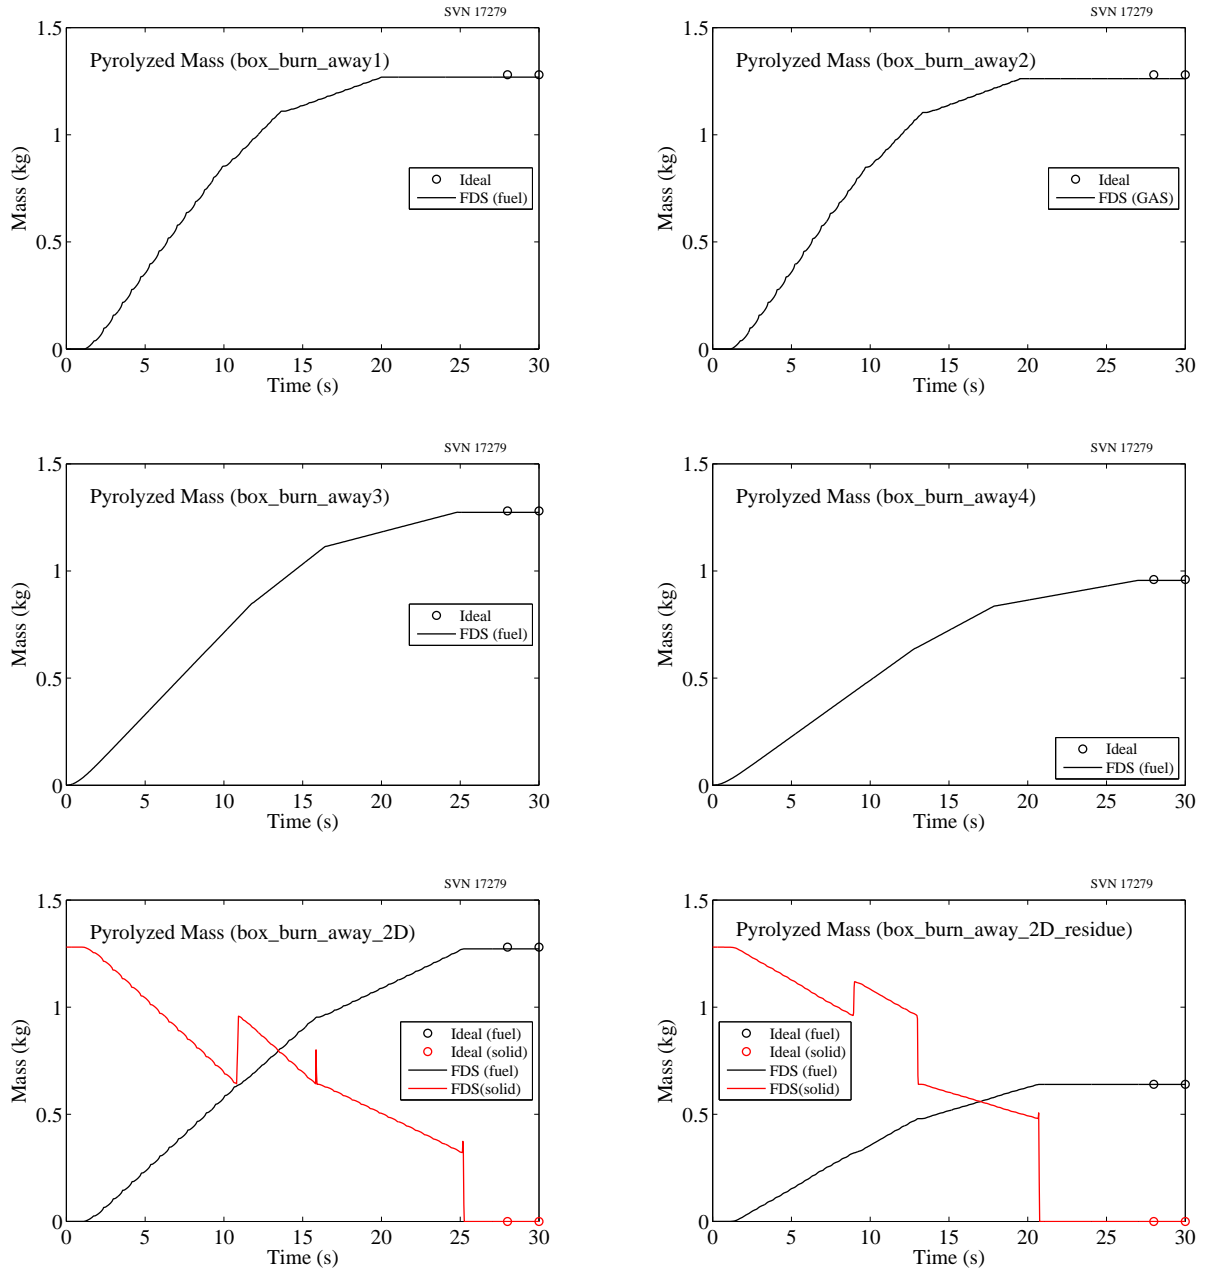 SVN 17279
Pyrolyzed Mass (box_burn_away1)
1.5
1
0.5
0
Mass (kg)
Ideal
FDS (fuel)
0 5 10 15 20 25 30
Time (s)
SVN 17279
Pyrolyzed Mass (box_burn_away2)
1.5
1
0.5
0
Mass (kg)
Ideal
FDS (GAS)
0 5 10 15 20 25 30
Time (s)
SVN 17279
Pyrolyzed Mass (box_burn_away3)
1.5
1
0.5
0
Mass (kg)
Ideal
FDS (fuel)
0 5 10 15 20 25 30
Time (s)
SVN 17279
Pyrolyzed Mass (box_burn_away4)
1.5
1
0.5
0
Mass (kg)
Ideal
FDS (fuel)
0 5 10 15 20 25 30
Time (s)
SVN 17279
Pyrolyzed Mass (box_burn_away_2D)
1.5
1
0.5
0
Mass (kg)
Ideal (fuel)
Ideal (solid)
FDS (fuel)
FDS(solid)
0 5 10 15 20 25 30
Time (s)
SVN 17279
Pyrolyzed Mass (box_burn_away_2D_residue)
1.5
1
0.5
0
Mass (kg)
Ideal (fuel)
Ideal (solid)
FDS (fuel)
FDS(solid)
0 5 10 15 20 25 30
Time (s)